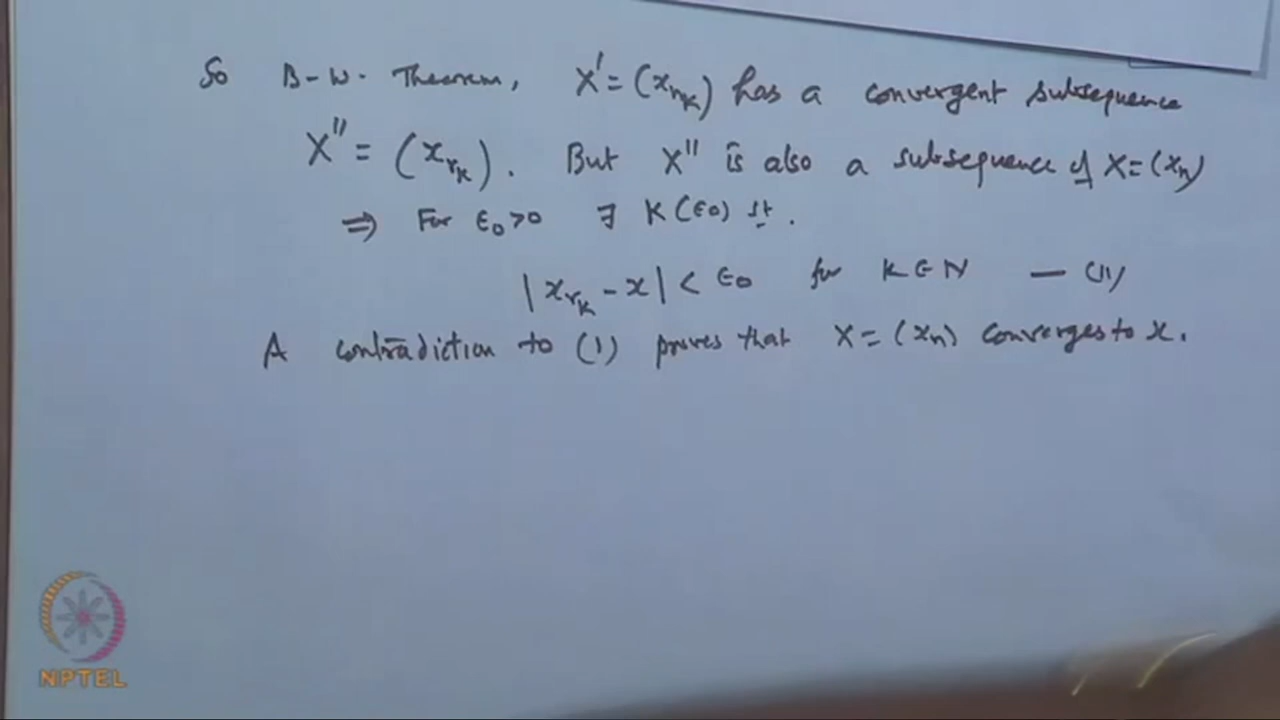 So B-W. Theorem, X' = (x_{n_k}) has a convergent subsequence
X'' = (x_{r_k}). But X'' is also a subsequence of X=(x_n)
⇒ For ε₀>0 ∃ K(ε₀) st.
|x_{r_k} - x| < ε₀ for k ∈ N — (11)
A contradiction to (1) proves that X = (x_n) converges to x.
NPTEL